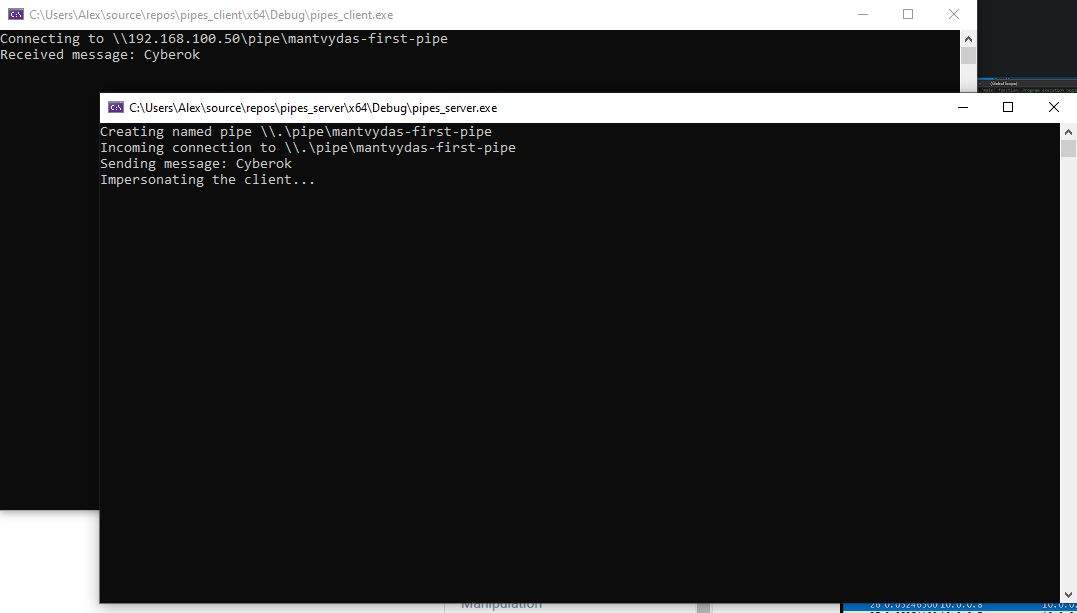 C:\Users\Alex\source\repos\pipes_client\x64\Debug\pipes_client.exe
Connecting to \\192.168.100.50\pipe\mantvydas-first-pipe
Received message: Cyberok
(Global Scope)
C:\Users\Alex\source\repos\pipes_server\x64\Debug\pipes_server.exe
Creating named pipe \\.\pipe\mantvydas-first-pipe
Incoming connection to \\.\pipe\mantvydas-first-pipe
Sending message: Cyberok
Impersonating the client...
Manipulation